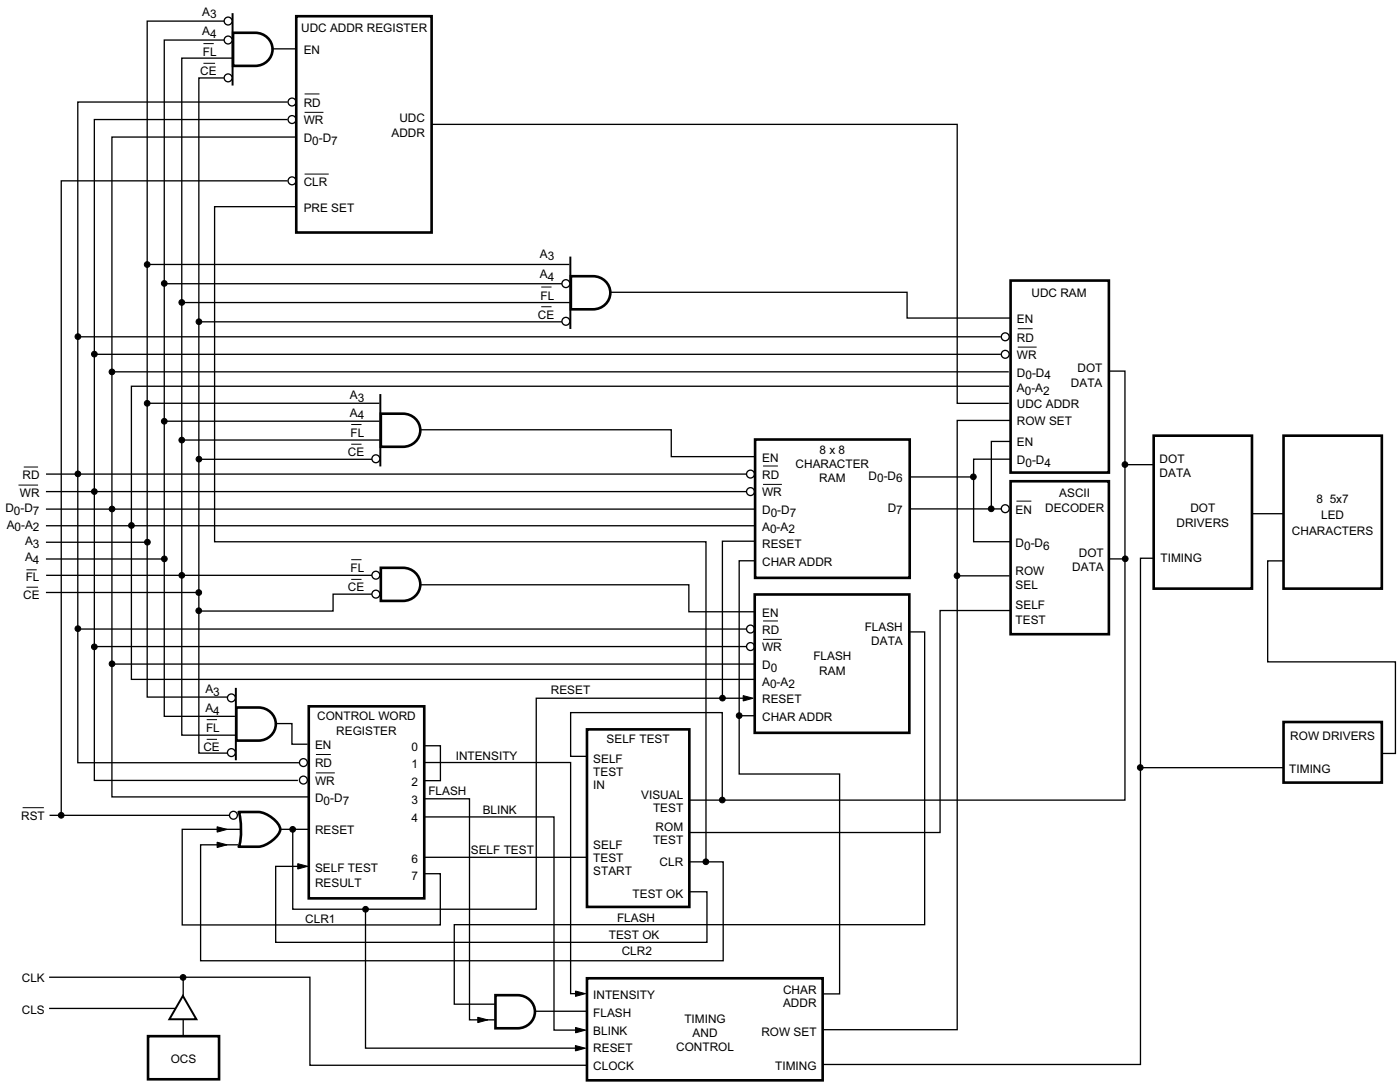 A3
A4
FL
CE
UDC ADDR REGISTER
EN
RD
WR
D0-D7
CLR
PRE SET
UDC
ADDR
A3
A4
FL
CE
UDC RAM
EN
RD
WR
D0-D4
A0-A2
UDC ADDR
ROW SET
EN
D0-D4
DOT
DATA
A3
A4
FL
CE
8 x 8
CHARACTER
RAM
EN
RD
WR
D0-D7
A0-A2
RESET
CHAR ADDR
D0-D6
D7
ASCII
DECODER
EN
D0-D6
ROW
SEL
SELF
TEST
DOT
DATA
DOT
DATA
DOT
DRIVERS
TIMING
8 5x7
LED
CHARACTERS
RD
WR
D0-D7
A0-A2
A3
A4
FL
CE
FL
CE
EN
RD
WR
D0
A0-A2
RESET
CHAR ADDR
FLASH
DATA
FLASH
RAM
RESET
A3
A4
FL
CE
CONTROL WORD
REGISTER
EN
RD
WR
D0-D7
RESET
SELF TEST
RESULT
0
1
2
3
4
6
7
INTENSITY
FLASH
BLINK
SELF TEST
SELF TEST
SELF
TEST
IN
VISUAL
TEST
ROM
TEST
SELF
TEST
START
CLR
TEST OK
ROW DRIVERS
TIMING
RST
CLR1
FLASH
TEST OK
CLR2
CLK
CLS
OCS
INTENSITY
FLASH
BLINK
RESET
CLOCK
TIMING
AND
CONTROL
CHAR
ADDR
ROW SET
TIMING